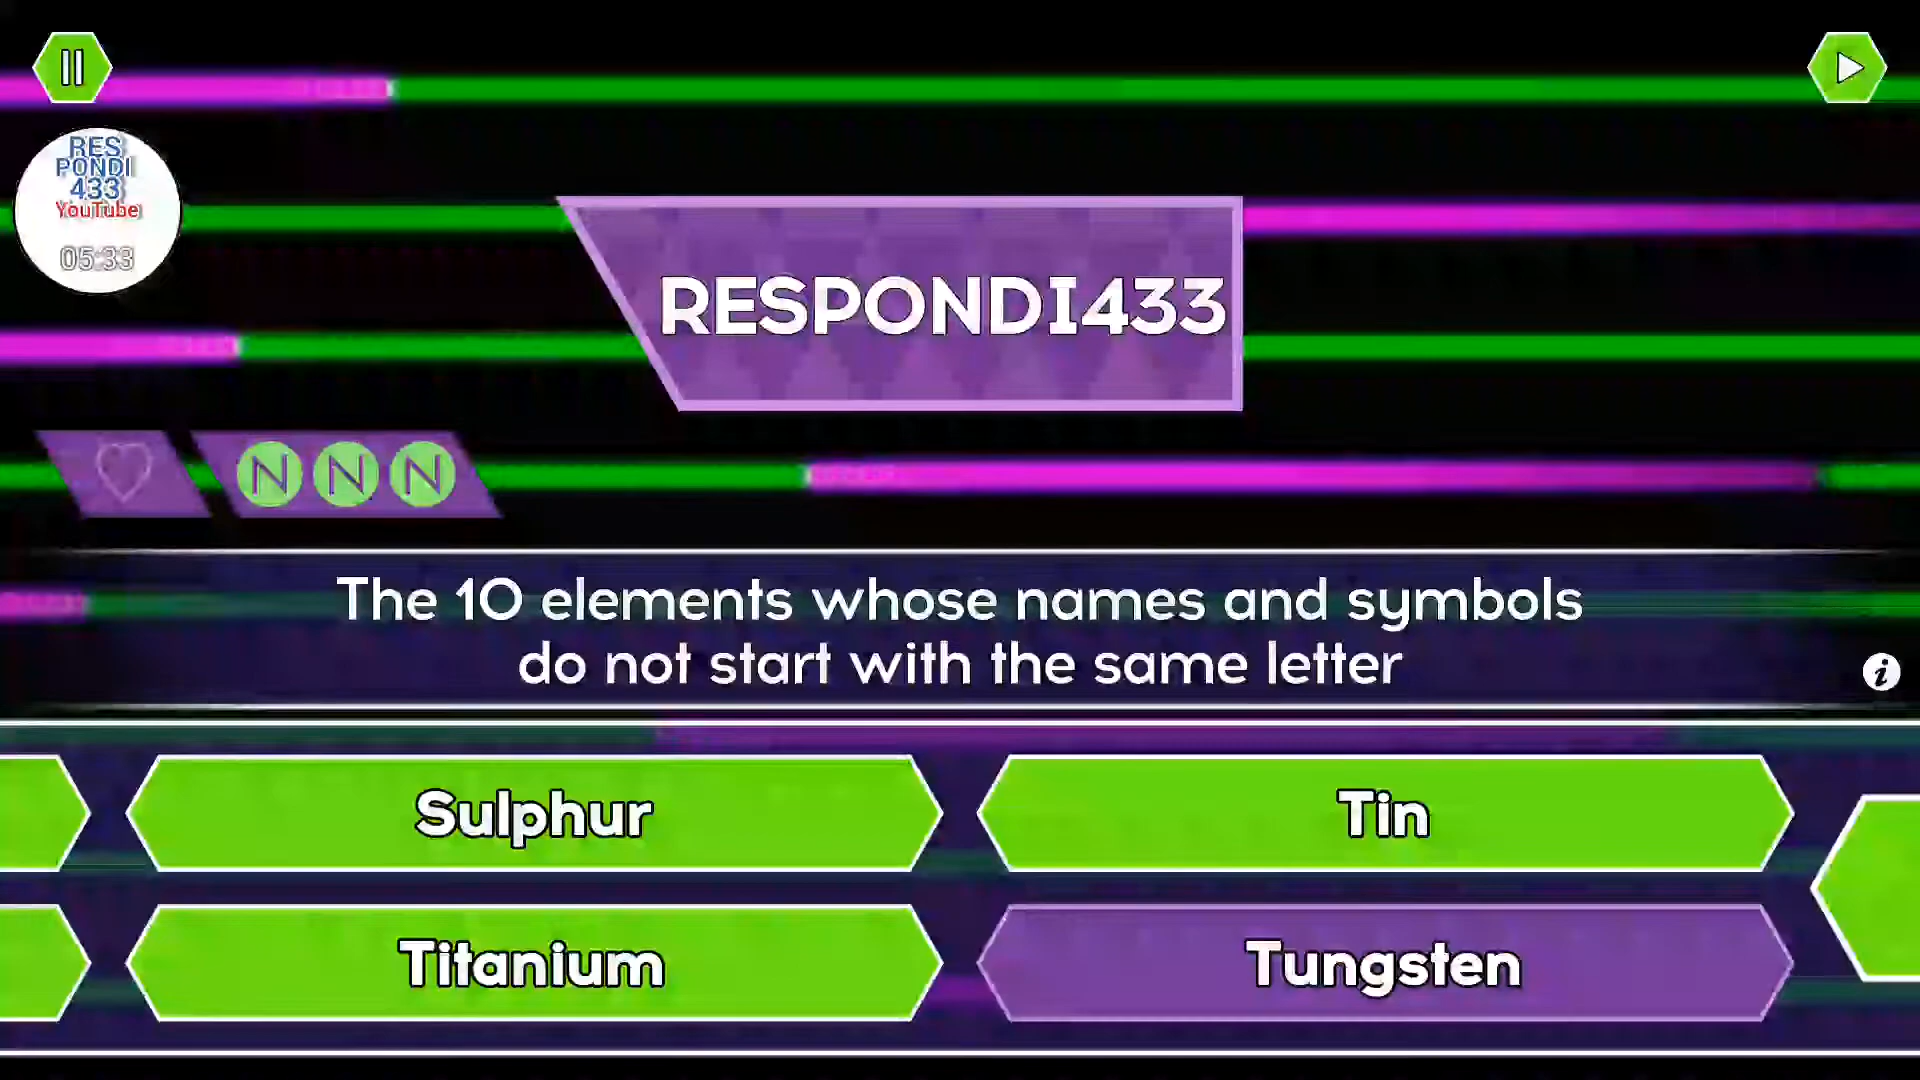 RES
PONDI
433
YouTube
05:33
RESPONDI433
N N N
The 10 elements whose names and symbols
do not start with the same letter
i
Sulphur
Tin
Titanium
Tungsten